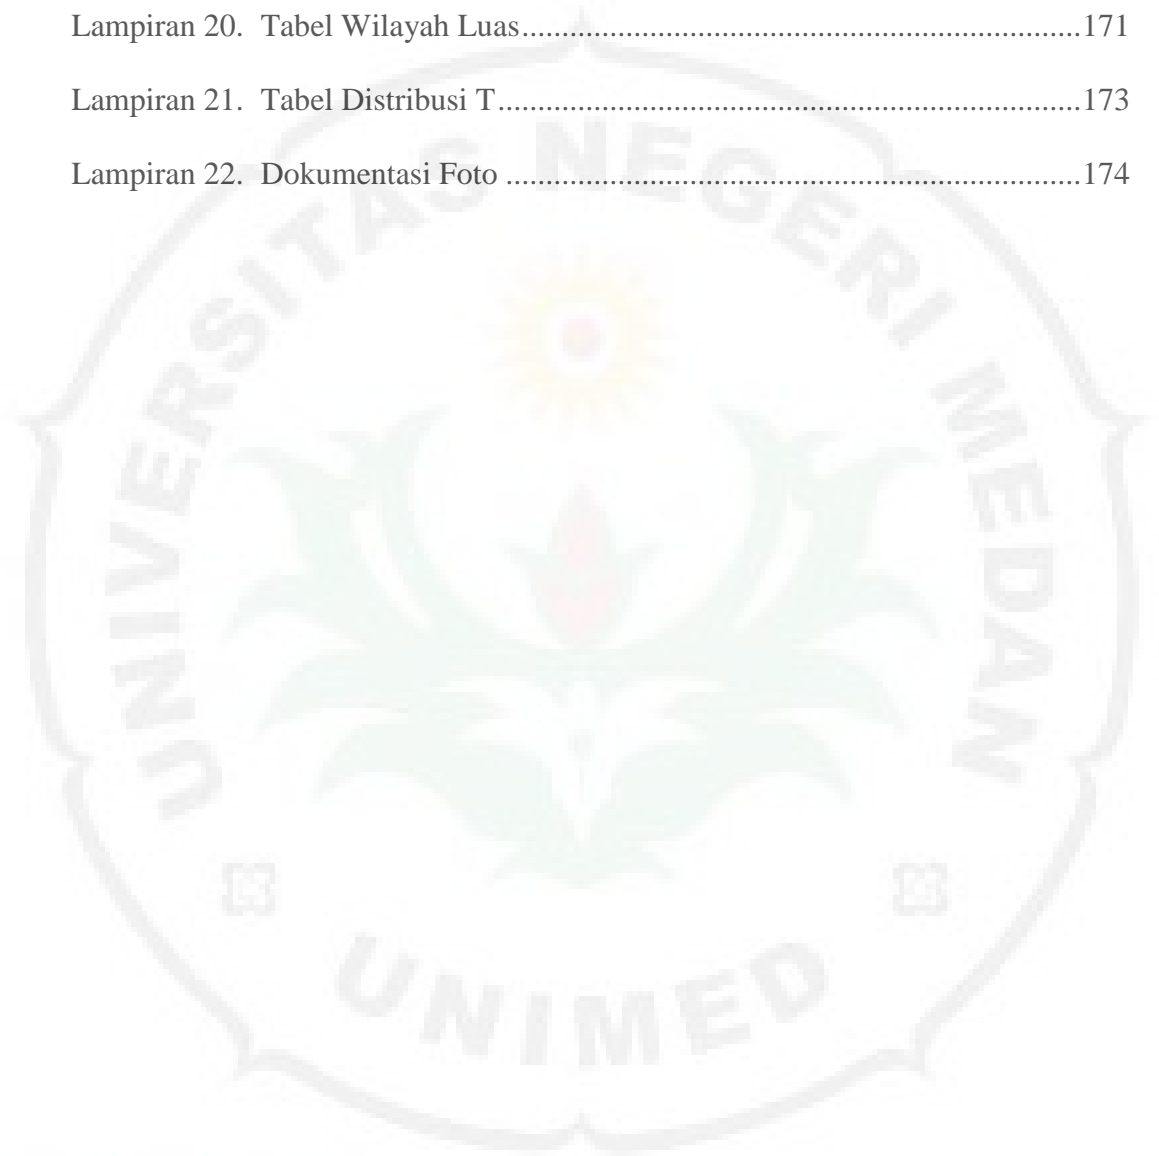 Lampiran 20. Tabel Wilayah Luas.....................................................................171
Lampiran 21. Tabel Distribusi T........................................................................173
Lampiran 22. Dokumentasi Foto .......................................................................174
UNIVERSITAS NEGERI MEDAN
UNIMED